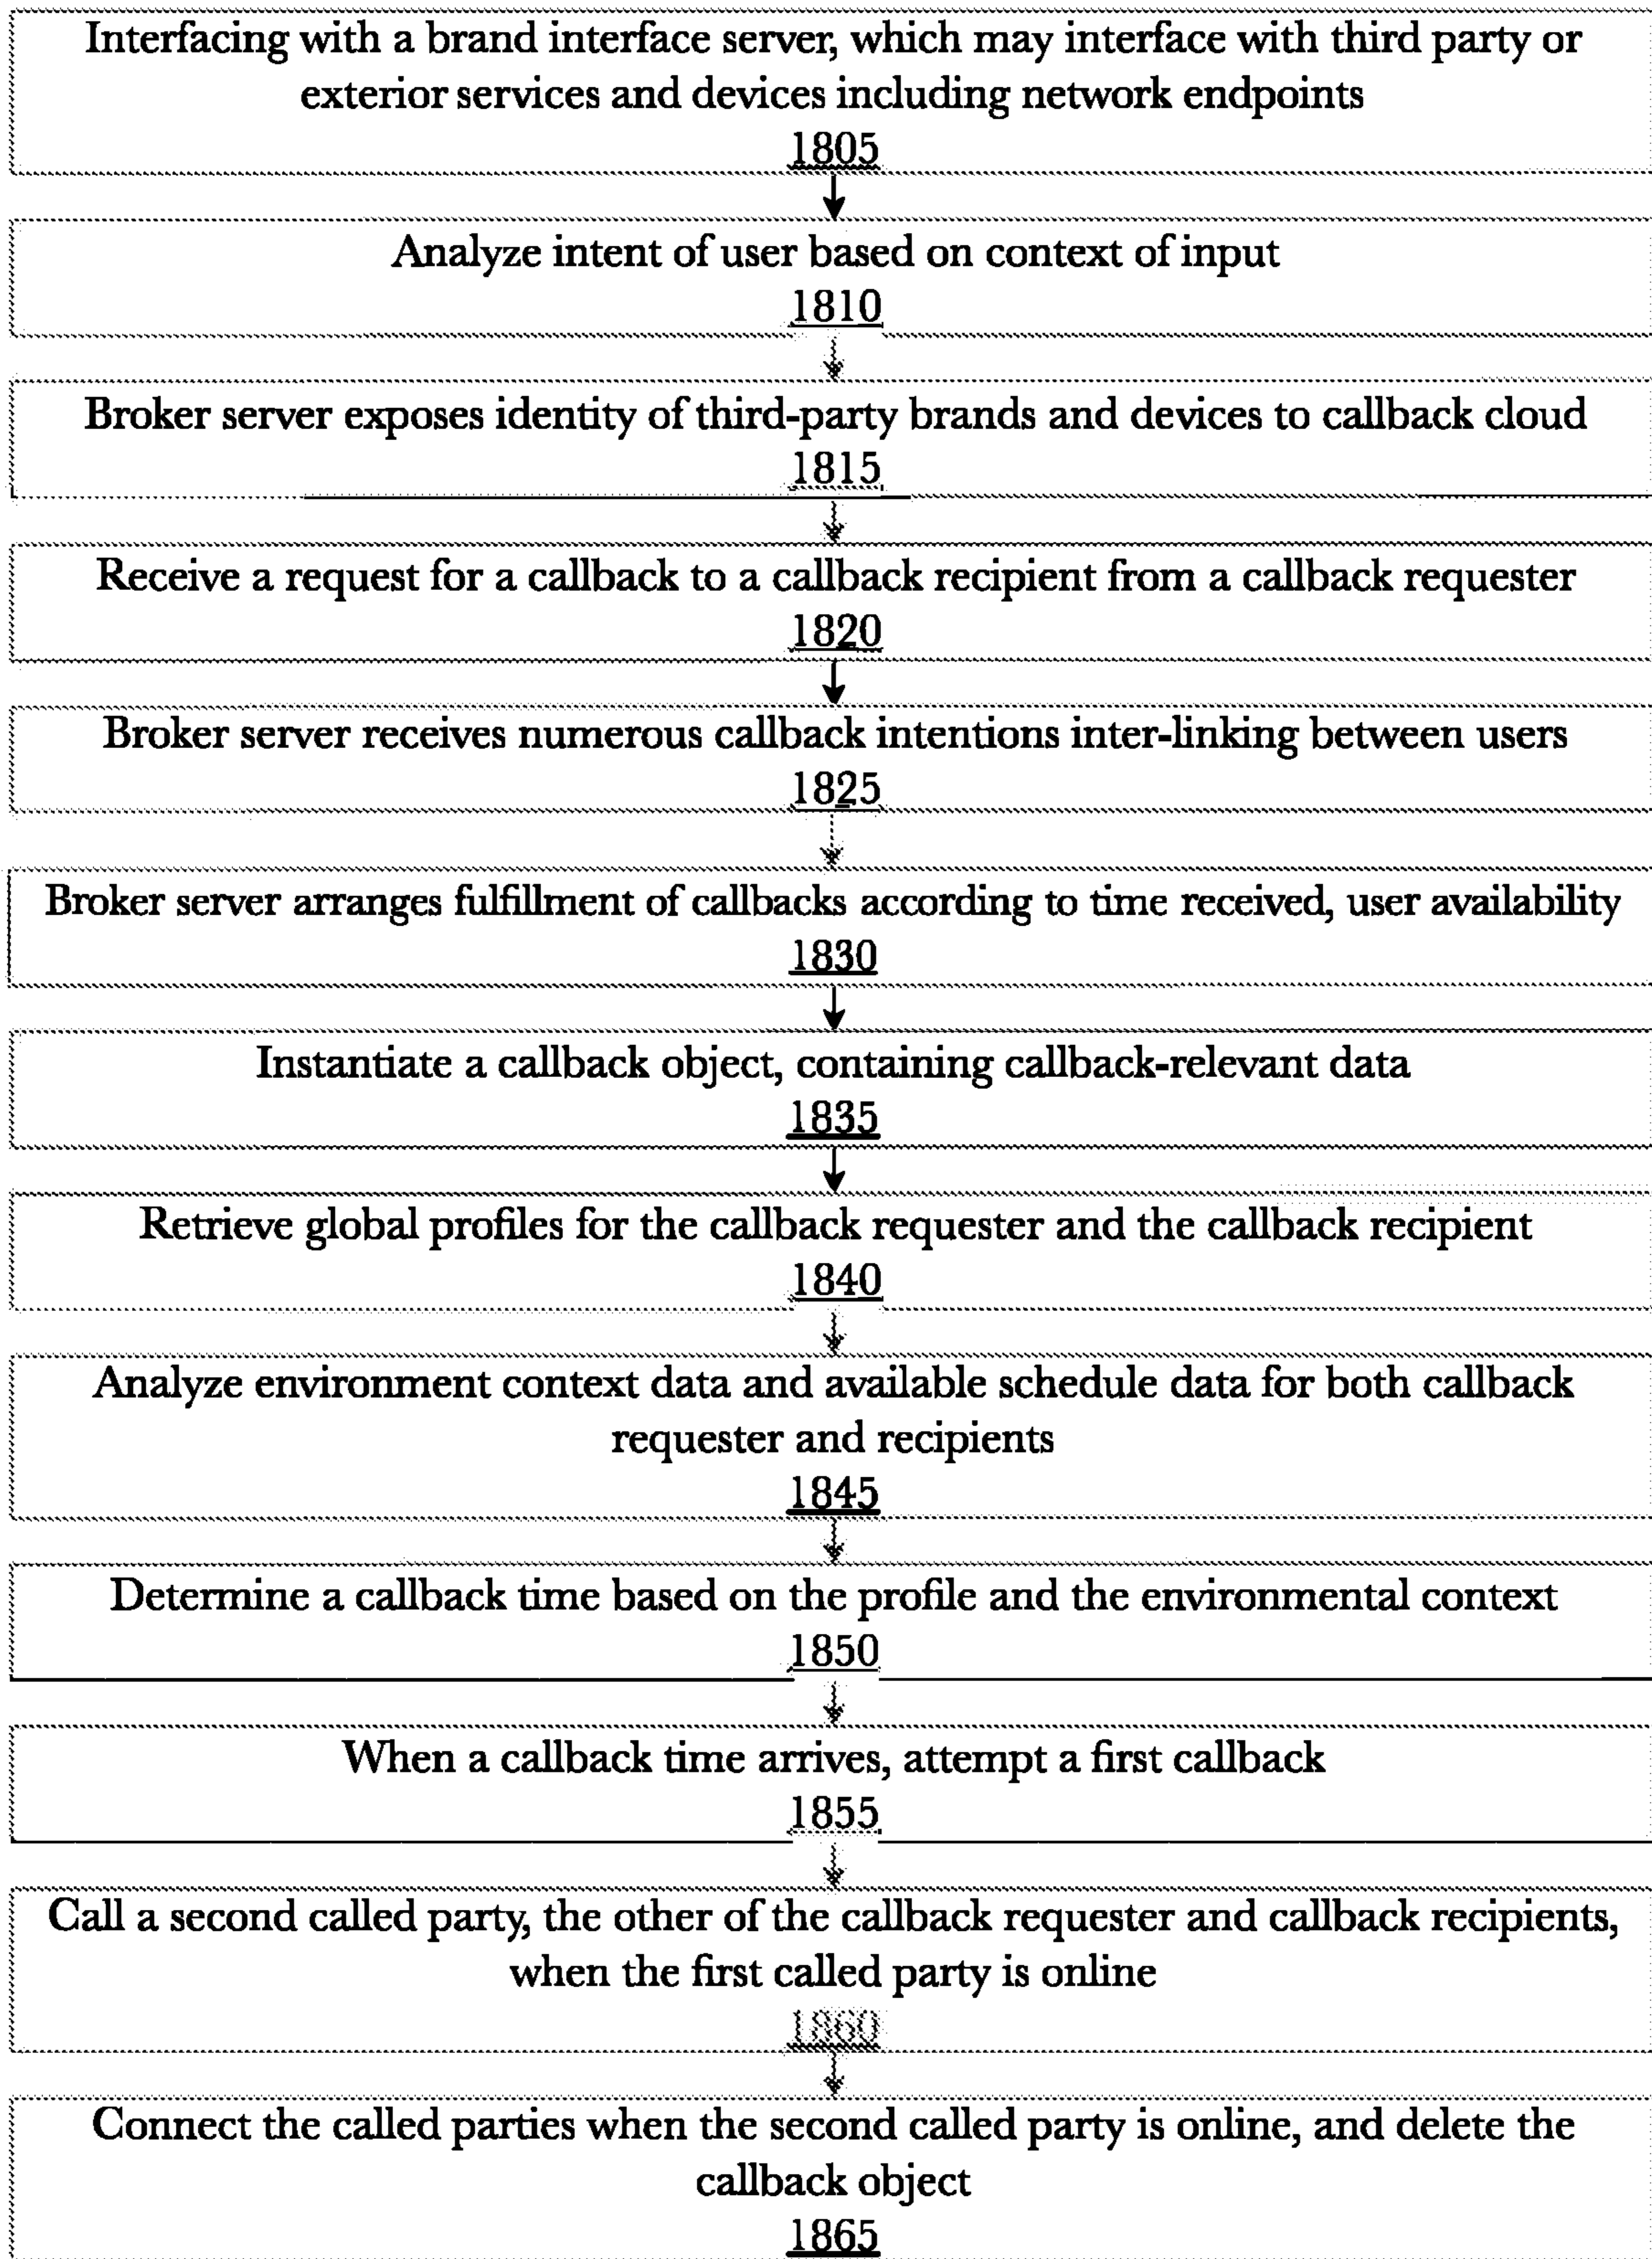 Interfacing with a brand interface server, which may interface with third party or
exterior services and devices including network endpoints
1805
Analyze intent of user based on context of input
1810
Broker server exposes identity of third-party brands and devices to callback cloud
1815
Receive a request for a callback to a callback recipient from a callback requester
1820
Broker server receives numerous callback intentions inter-linking between users
1825
Broker server arranges fulfillment of callbacks according to time received, user availability
1830
Instantiate a callback object, containing callback-relevant data
1835
Retrieve global profiles for the callback requester and the callback recipient
1840
Analyze environment context data and available schedule data for both callback
requester and recipients
1845
Determine a callback time based on the profile and the environmental context
1850
When a callback time arrives, attempt a first callback
1855
Call a second called party, the other of the callback requester and callback recipients,
when the first called party is online
1860
Connect the called parties when the second called party is online, and delete the
callback object
1865